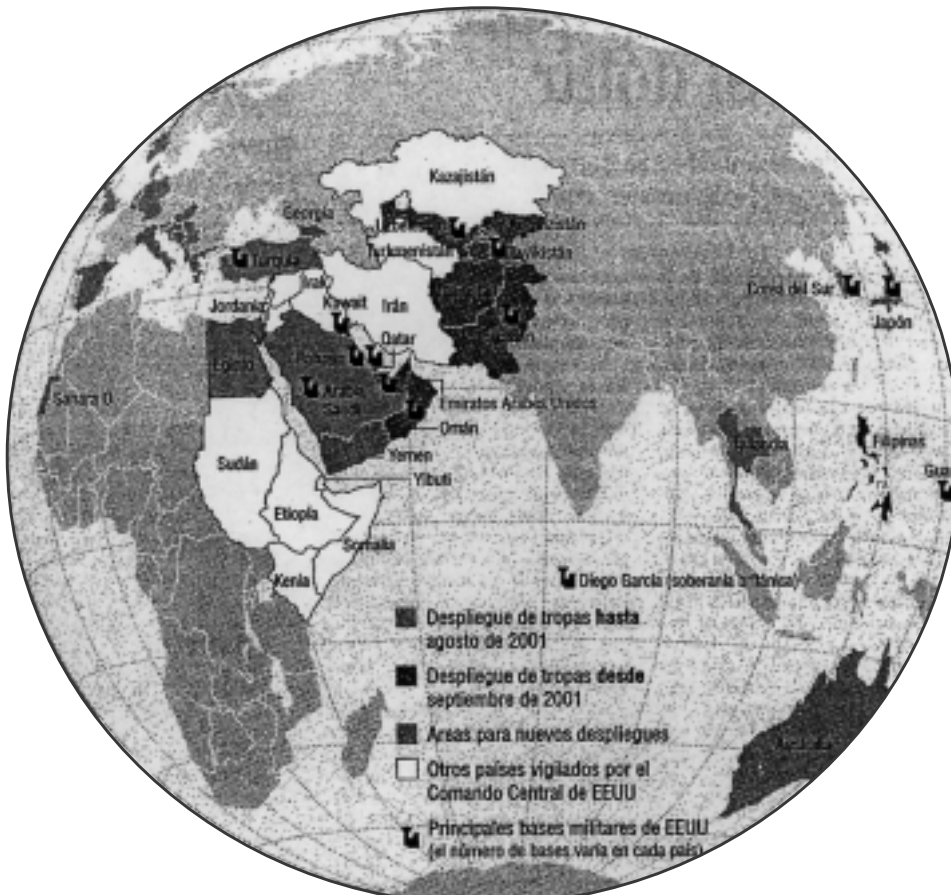 Kazajistán
Georgia
Turkmenistán
Tayikistán
Turquía
Irak
Irán
Jordania
Kuwait
Corea del Sur
Japón
Qatar
Egipto
Arabia
Saudí
Sahara O.
Emiratos Árabes Unidos
Omán
Tailandia
Filipinas
Yemen
Sudán
Yibuti
Etiopía
Somalia
Kenia
Diego García (soberanía británica)
Despliegue de tropas hasta
agosto de 2001
Despliegue de tropas desde
septiembre de 2001
Areas para nuevos despliegues
Otros países vigilados por el
Comando Central de EEUU
Principales bases militares de EEUU
(el número de bases varía en cada país)
Australia